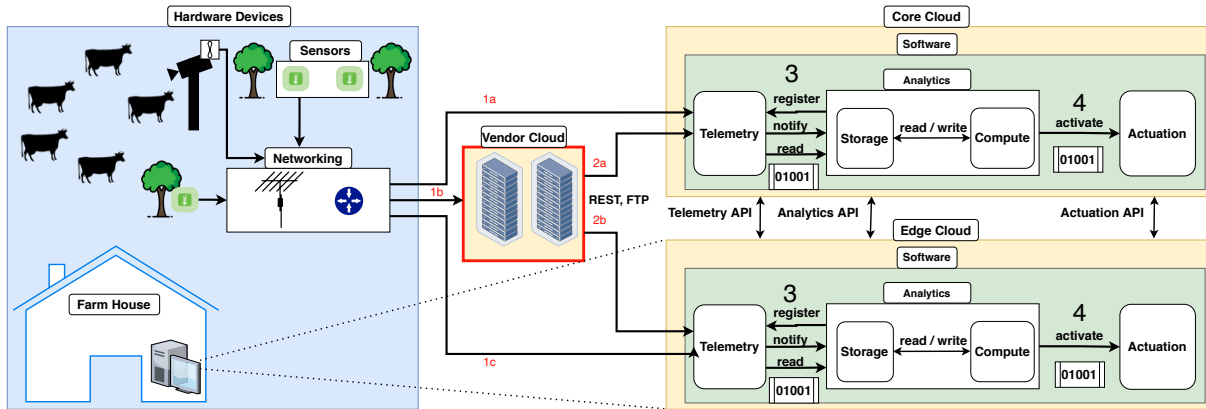 Hardware Devices
Sensors
Networking
Farm House
1a
1b
1c
Vendor Cloud
2a
REST, FTP
2b
Core Cloud
Software
Telemetry
3
register
notify
read
01001
Analytics
Storage
read / write
Compute
4
activate
01001
Actuation
Telemetry API
Analytics API
Actuation API
Edge Cloud
Software
Telemetry
3
register
notify
read
01001
Analytics
Storage
read / write
Compute
4
activate
01001
Actuation